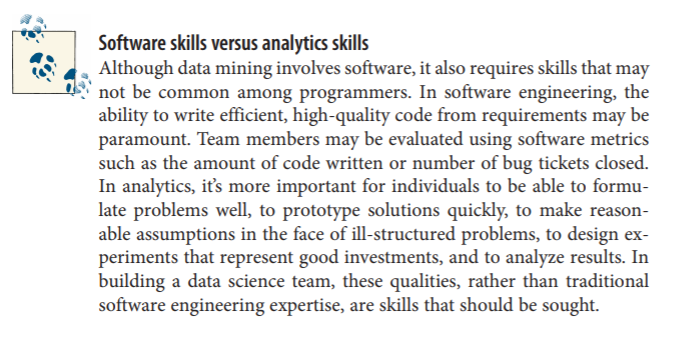 Software skills versus analytics skills
Although data mining involves software, it also requires skills that may
not be common among programmers. In software engineering, the
ability to write efficient, high-quality code from requirements may be
paramount. Team members may be evaluated using software metrics
such as the amount of code written or number of bug tickets closed.
In analytics, it’s more important for individuals to be able to formu-
late problems well, to prototype solutions quickly, to make reason-
able assumptions in the face of ill-structured problems, to design ex-
periments that represent good investments, and to analyze results. In
building a data science team, these qualities, rather than traditional
software engineering expertise, are skills that should be sought.